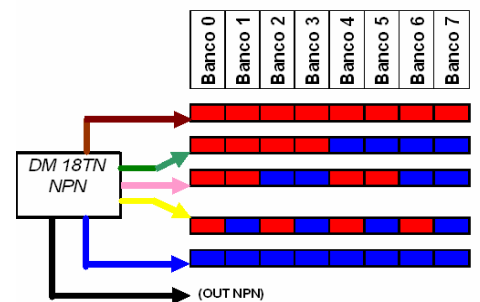 Banco 0
Banco 1
Banco 2
Banco 3
Banco 4
Banco 5
Banco 6
Banco 7
DM 18TN
NPN
(OUT NPN)